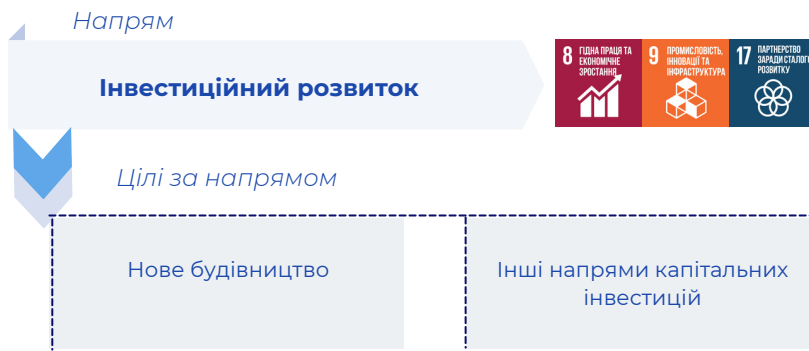 Напрям
Інвестиційний розвиток
8 ГІДНА ПРАЦЯ ТА
ЕКОНОМІЧНЕ
ЗРОСТАННЯ
9 ПРОМИСЛОВІСТЬ,
ІННОВАЦІЇ ТА
ІНФРАСТРУКТУРА
17 ПАРТНЕРСТВО
ЗАРАДИ СТАЛОГО
РОЗВИТКУ
Цілі за напрямом
Нове будівництво
Інші напрями капітальних
інвестицій